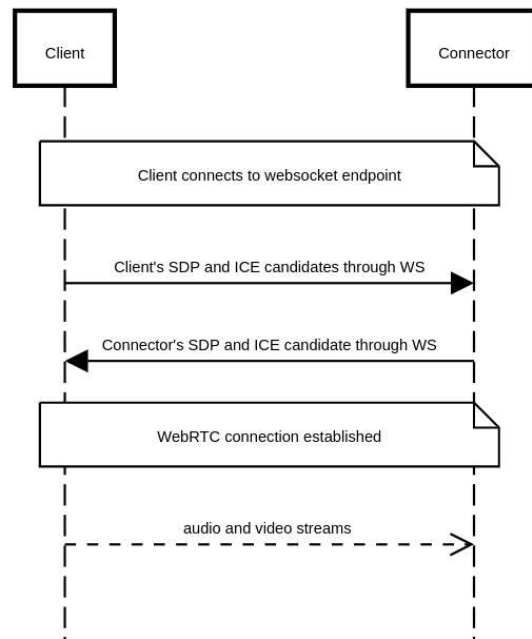 Client
Connector
Client connects to websocket endpoint
Client's SDP and ICE candidates through WS
Connector's SDP and ICE candidate through WS
WebRTC connection established
audio and video streams